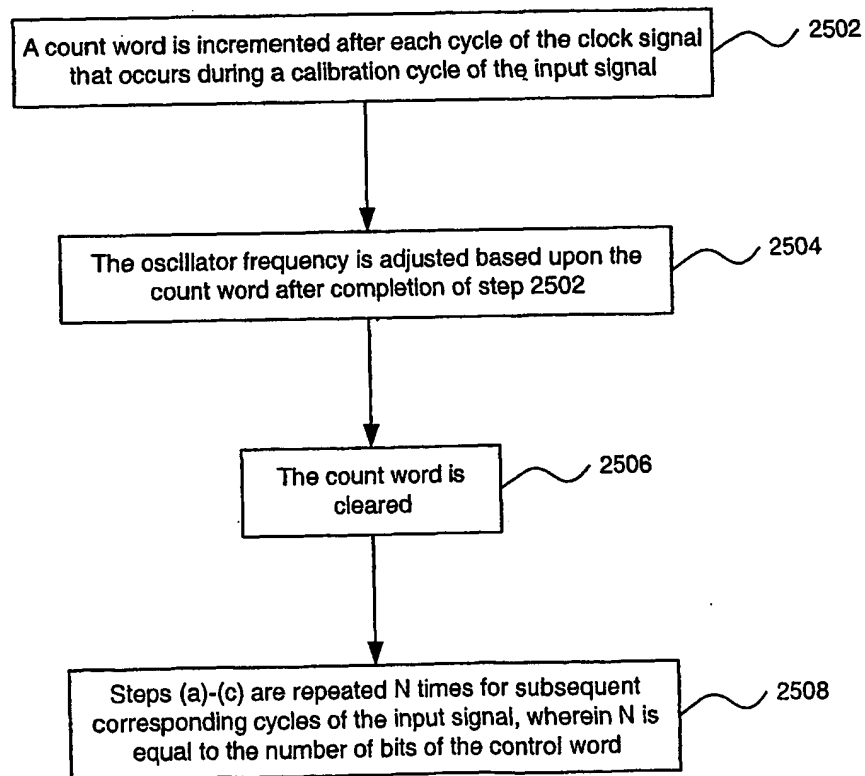 A count word is incremented after each cycle of the clock signal
that occurs during a calibration cycle of the input signal
2502
The oscillator frequency is adjusted based upon the
count word after completion of step 2502
2504
The count word is
cleared
2506
Steps (a)-(c) are repeated N times for subsequent
corresponding cycles of the input signal, wherein N is
equal to the number of bits of the control word
2508